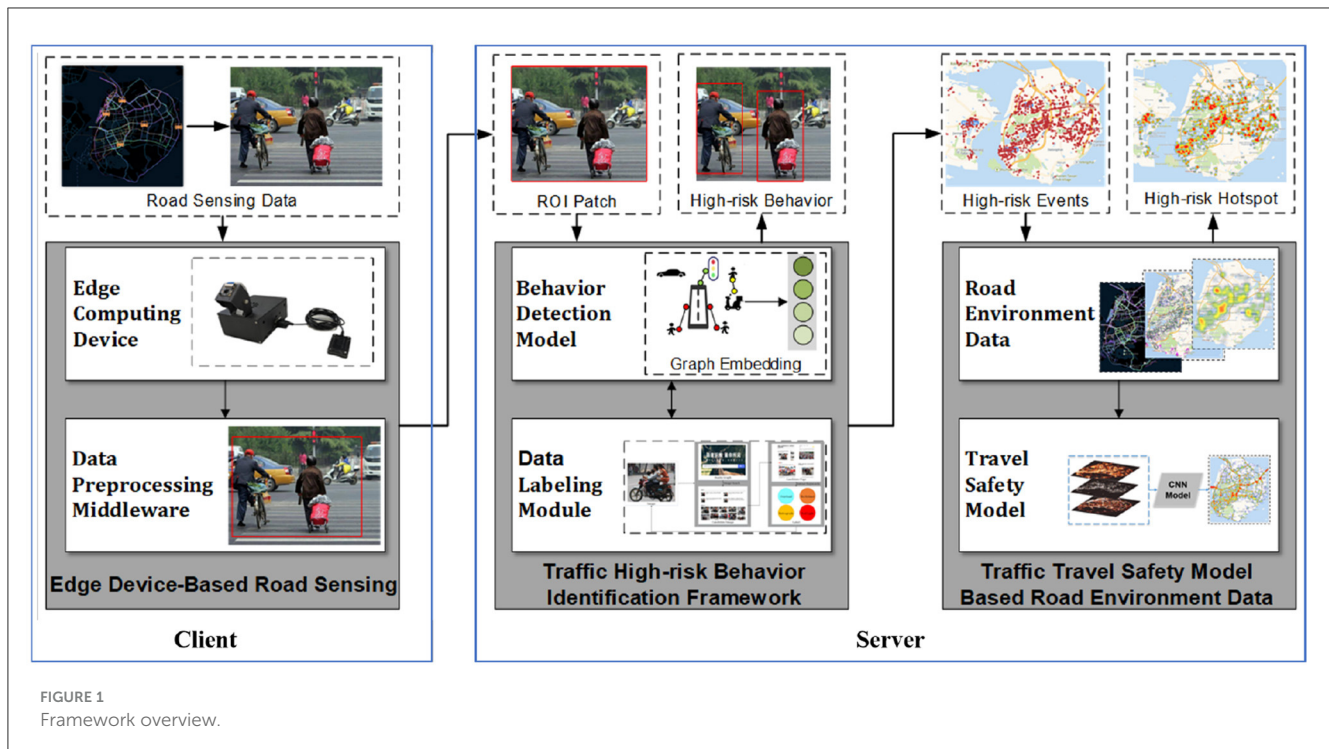 Road Sensing Data
ROI Patch
High-risk Behavior
High-risk Events
High-risk Hotspot
Edge
Computing
Device
Behavior
Detection
Model
Graph Embedding
Road
Environment
Data
Data
Preprocessing
Middleware
Data
Labeling
Module
Travel
Safety
Model
CNN
Model
Edge Device-Based Road Sensing
Traffic High-risk Behavior
Identification Framework
Traffic Travel Safety Model
Based Road Environment Data
Client
Server
FIGURE 1
Framework overview.